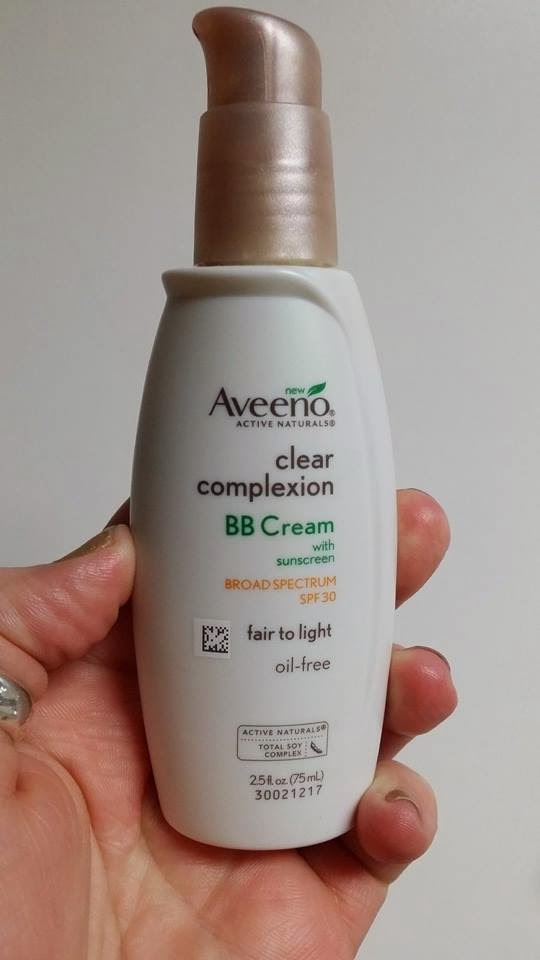 new
Aveeno®
ACTIVE NATURALS®
clear
complexion
BB Cream
with
sunscreen
BROAD SPECTRUM
SPF 30
fair to light
oil-free
ACTIVE NATURALS®
TOTAL SOY
COMPLEX
2.5 fl. oz. (75 mL)
30021217